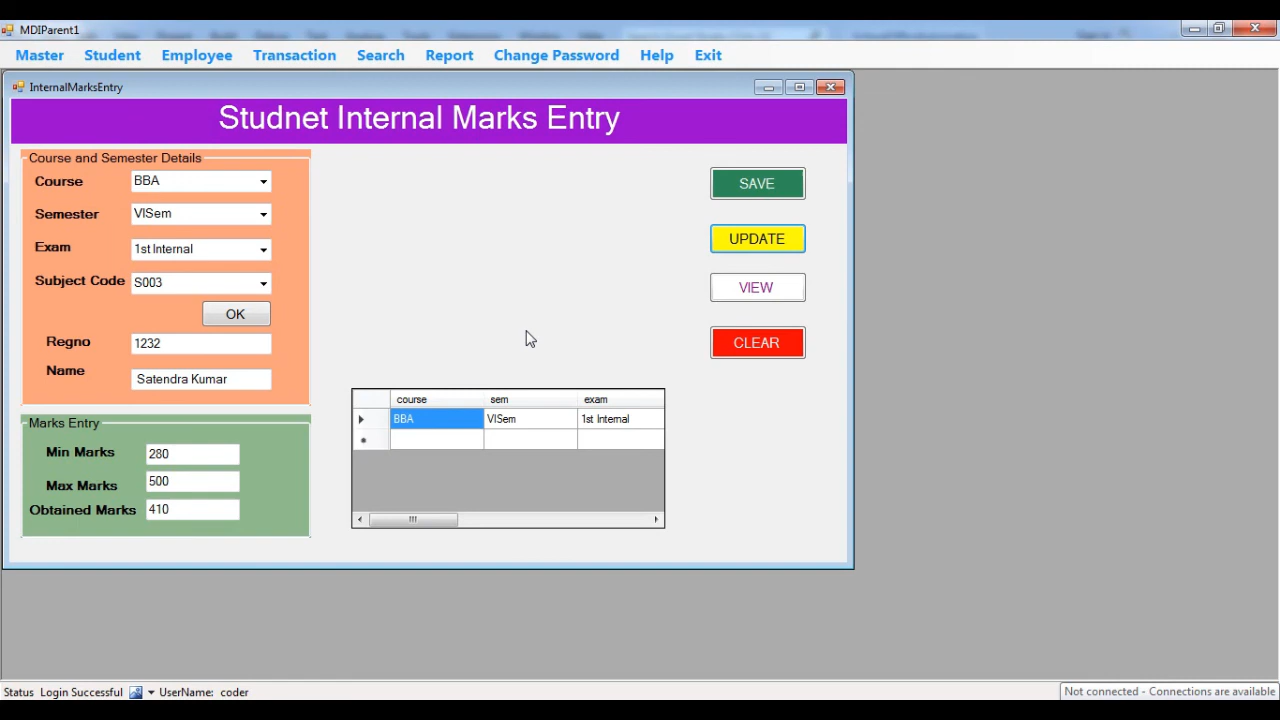 MDIParent1
Master Student Employee Transaction Search Report Change Password Help Exit
InternalMarksEntry
Studnet Internal Marks Entry
Course and Semester Details
Course BBA
Semester VISem
Exam 1st Internal
Subject Code S003
OK
Regno 1232
Name Satendra Kumar
Marks Entry
Min Marks 280
Max Marks 500
Obtained Marks 410
SAVE
UPDATE
VIEW
CLEAR
course sem exam
BBA VISem 1st Internal
Status Login Successful UserName: coder
Not connected - Connections are available